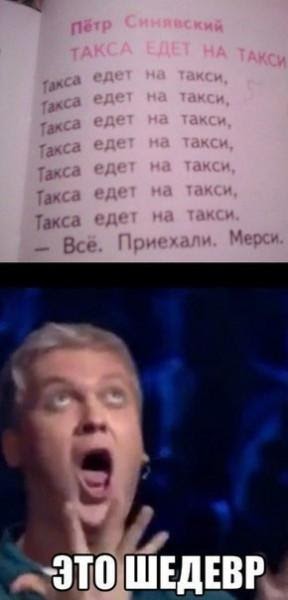 Пётр Синявский
ТАКСА ЕДЕТ НА ТАКСИ
Такса едет на такси,
Такса едет на такси,
Такса едет на такси,
Такса едет на такси,
Такса едет на такси,
Такса едет на такси,
Такса едет на такси.
— Всё. Приехали. Мерси.
ЭТО ШЕДЕВР